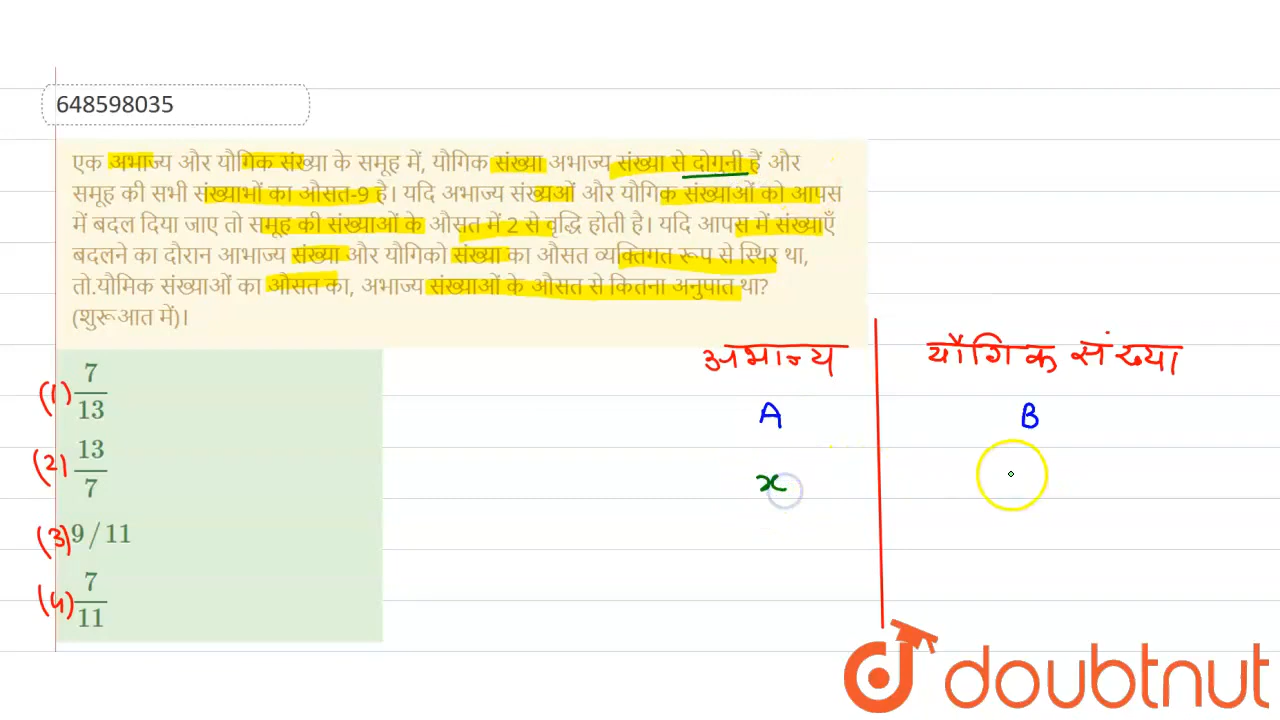 648598035
एक अभाज्य और यौगिक संख्या के समूह में, यौगिक संख्या अभाज्य संख्या से दोगुनी हैं और
समूह की सभी संख्याभों का औसत-9 है। यदि अभाज्य संख्यओं और यौगिक संख्याओं को आपस
में बदल दिया जाए तो समूह की संख्याओं के औसत में 2 से वृद्धि होती है। यदि आपस में संख्याएँ
बदलने का दौरान आभाज्य संख्या और यौगिको संख्या का औसत व्यक्तिगत रूप से स्थिर था,
तो.यौमिक संख्याओं का औसत का, अभाज्य संख्याओं के औसत से कितना अनुपात था?
(शुरूआत में)।
अभाज्य यौगिक संख्या
(1) 7/13
A B
(2) 13/7
x
(3) 9/11
(4) 7/11
doubtnut